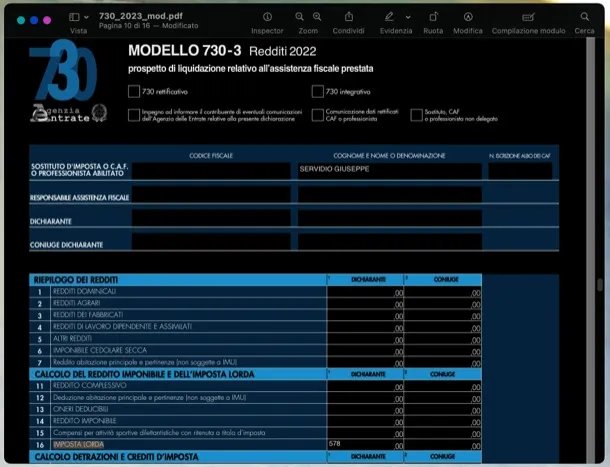 730_2023_mod.pdf
Pagina 10 di 16 — Modificato
Vista
Inspector
Zoom
Condividi
Evidenzia
Ruota
Modifica
Compilazione modulo
Cerca
730
genzia
ntrate
MODELLO 730-3 Redditi 2022
prospetto di liquidazione relativo all'assistenza fiscale prestata
730 rettificativo
730 integrativo
Impegno ad informare il contribuente di eventuali comunicazioni
dell'Agenzia delle Entrate relative alla presente dichiarazione
Comunicazione dati rettificati
CAF o professionista
Sostituto, CAF
o professionista non delegato
CODICE FISCALE
COGNOME E NOME O DENOMINAZIONE
N. ISCRIZIONE ALBO DEI CAF
SOSTITUTO D'IMPOSTA O C.A.F.
O PROFESSIONISTA ABILITATO
SERVIDIO GIUSEPPE
RESPONSABILE ASSISTENZA FISCALE
DICHIARANTE
CONIUGE DICHIARANTE
RIEPILOGO DEI REDDITI 1 DICHIARANTE 2 CONIUGE
1 REDDITI DOMINICALI ,00 ,00
2 REDDITI AGRARI ,00 ,00
3 REDDITI DEI FABBRICATI ,00 ,00
4 REDDITI DI LAVORO DIPENDENTE E ASSIMILATI ,00 ,00
5 ALTRI REDDITI ,00 ,00
6 IMPONIBILE CEDOLARE SECCA ,00 ,00
7 Reddito abitazione principale e pertinenze (non soggette a IMU) ,00 ,00
CALCOLO DEL REDDITO IMPONIBILE E DELL'IMPOSTA LORDA 1 DICHIARANTE 2 CONIUGE
11 REDDITO COMPLESSIVO ,00 ,00
12 Deduzione abitazione principale e pertinenze (non soggette a IMU) ,00 ,00
13 ONERI DEDUCIBILI ,00 ,00
14 REDDITO IMPONIBILE ,00 ,00
15 Compensi per attività sportive dilettantistiche con ritenuta a titolo d'imposta ,00 ,00
16 IMPOSTA LORDA 578 ,00 ,00
CALCOLO DETRAZIONI E CREDITI D'IMPOSTA DICHIARANTE CONIUGE